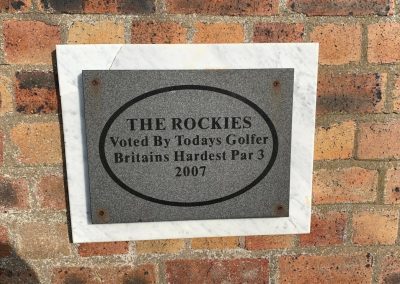 THE ROCKIES
Voted By Todays Golfer
Britains Hardest Par 3
2007